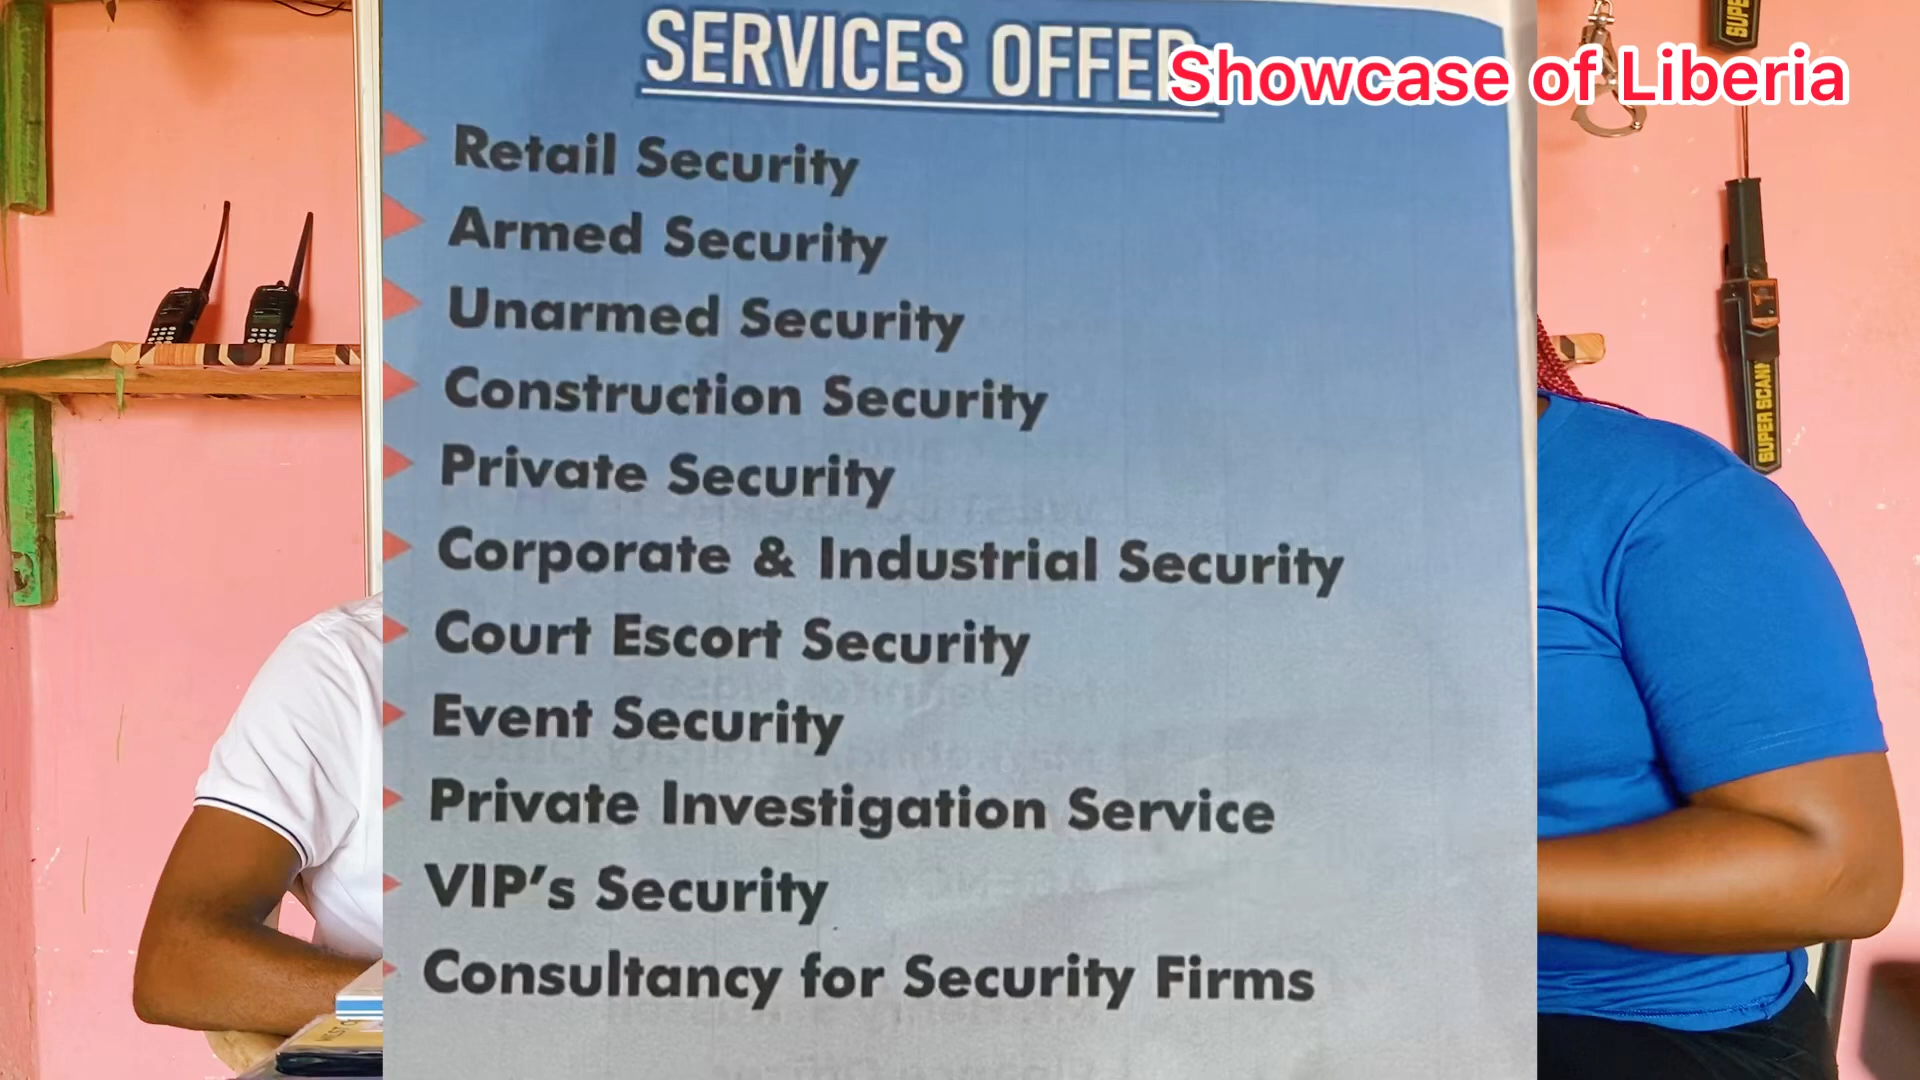 SERVICES OFFER
Showcase of Liberia
Retail Security
Armed Security
Unarmed Security
Construction Security
Private Security
Corporate & Industrial Security
Court Escort Security
Event Security
Private Investigation Service
VIP's Security
Consultancy for Security Firms
SUPE
SUPER SCAN